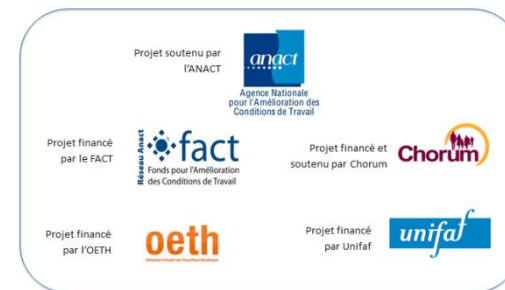 Projet soutenu par
l'ANACT
anact
Agence Nationale
pour l'Amélioration des
Conditions de Travail
Projet financé
par le FACT
Réseau Anact
fact
Fonds pour l'Amélioration
des Conditions de Travail
Projet financé et
soutenu par Chorum
Chorum
Projet financé
par l'OETH
oeth
Projet financé
par Unifaf
unifaf